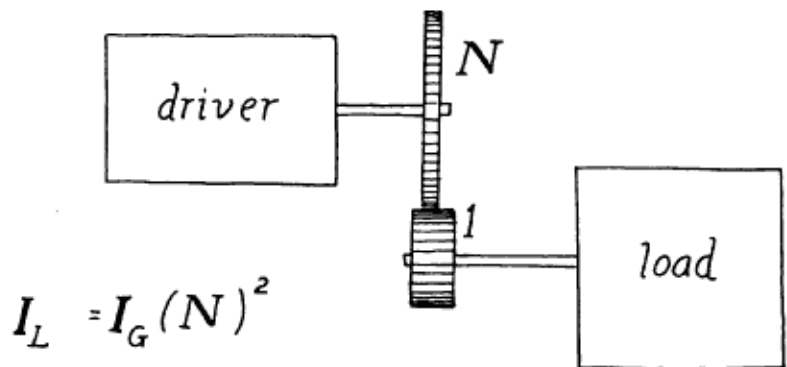 driver
N
1
load
I_L = I_G (N)²